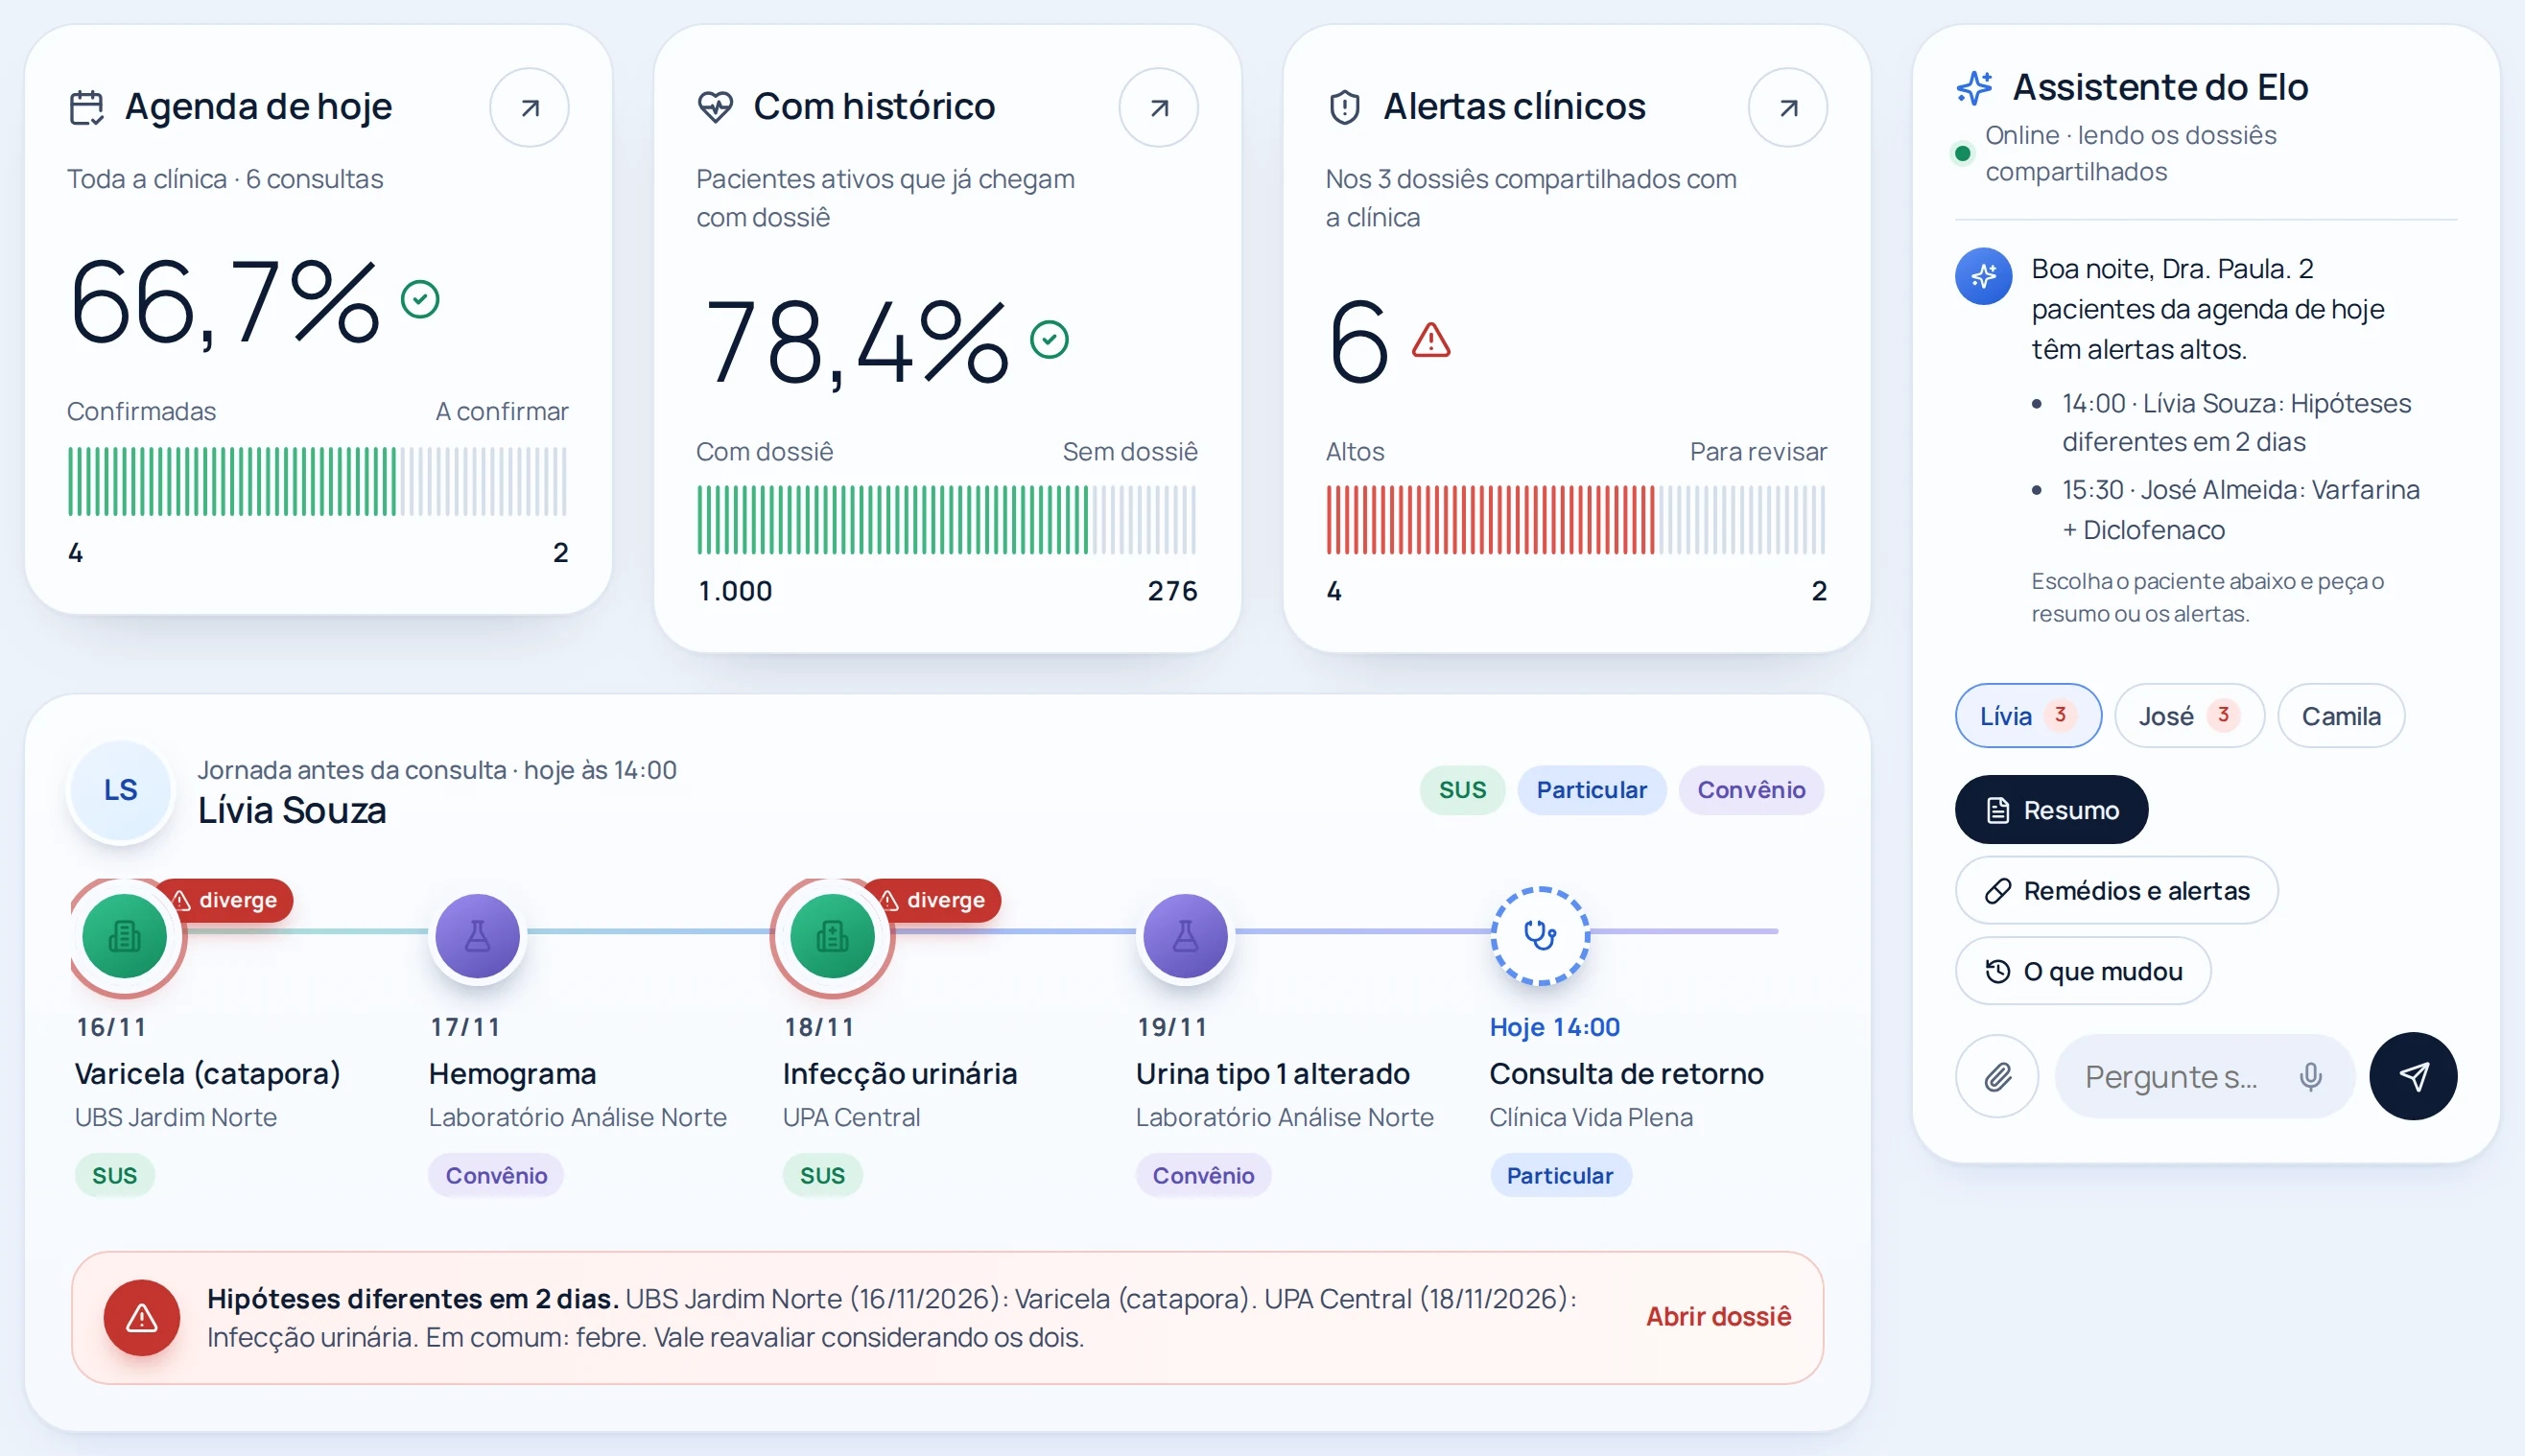 Agenda de hoje
Toda a clínica · 6 consultas
66,7%
Confirmadas
A confirmar
4
2
Com histórico
Pacientes ativos que já chegam
com dossiê
78,4%
Com dossiê
Sem dossiê
1.000
276
Alertas clínicos
Nos 3 dossiês compartilhados com
a clínica
6
Altos
Para revisar
4
2
LS
Jornada antes da consulta · hoje às 14:00
Lívia Souza
SUS
Particular
Convênio
diverge
16/11
Varicela (catapora)
UBS Jardim Norte
SUS
17/11
Hemograma
Laboratório Análise Norte
Convênio
diverge
18/11
Infecção urinária
UPA Central
SUS
19/11
Urina tipo 1 alterado
Laboratório Análise Norte
Convênio
Hoje 14:00
Consulta de retorno
Clínica Vida Plena
Particular
Hipóteses diferentes em 2 dias. UBS Jardim Norte (16/11/2026): Varicela (catapora). UPA Central (18/11/2026):
Infecção urinária. Em comum: febre. Vale reavaliar considerando os dois.
Abrir dossiê
Assistente do Elo
Online · lendo os dossiês
compartilhados
Boa noite, Dra. Paula. 2
pacientes da agenda de hoje
têm alertas altos.
14:00 · Lívia Souza: Hipóteses
diferentes em 2 dias
15:30 · José Almeida: Varfarina
+ Diclofenaco
Escolha o paciente abaixo e peça o
resumo ou os alertas.
Lívia 3
José 3
Camila
Resumo
Remédios e alertas
O que mudou
Pergunte s...